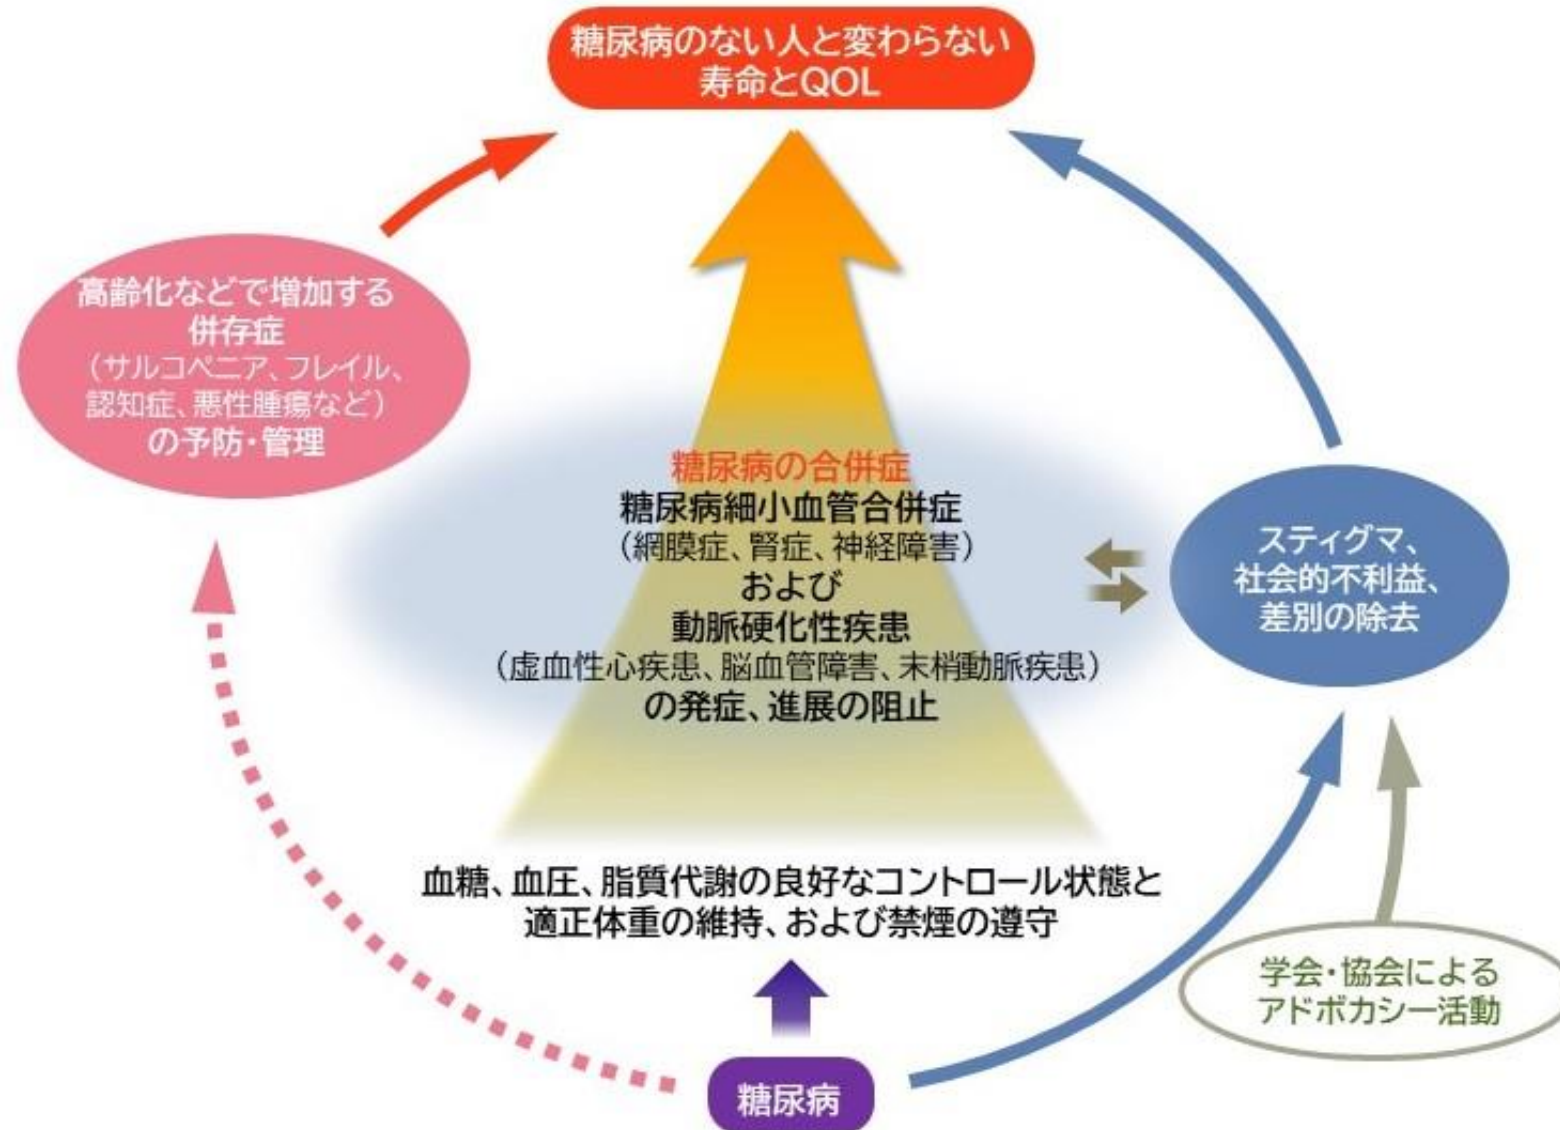 糖尿病のない人と変わらない
寿命とQOL
高齢化などで増加する
併存症
（サルコペニア、フレイル、
認知症、悪性腫瘍など）
の予防・管理
糖尿病の合併症
糖尿病細小血管合併症
（網膜症、腎症、神経障害）
および
動脈硬化性疾患
（虚血性心疾患、脳血管障害、末梢動脈疾患）
の発症、進展の阻止
スティグマ、
社会的不利益、
差別の除去
血糖、血圧、脂質代謝の良好なコントロール状態と
適正体重の維持、および禁煙の遵守
学会・協会による
アドボカシー活動
糖尿病